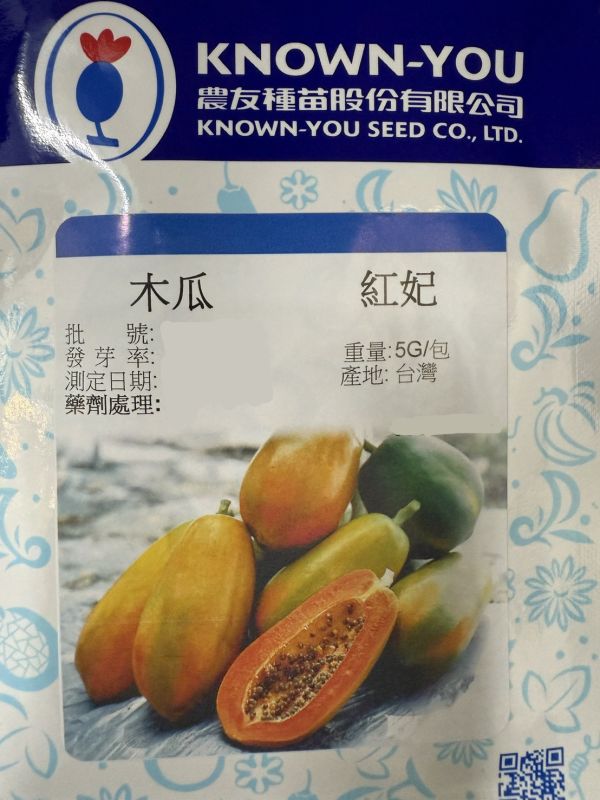 KNOWN-YOU
農友種苗股份有限公司
KNOWN-YOU SEED CO., LTD.
木瓜 紅妃
批 號:
發 芽 率:
測定日期:
藥劑處理:
重量:5G/包
產地: 台灣